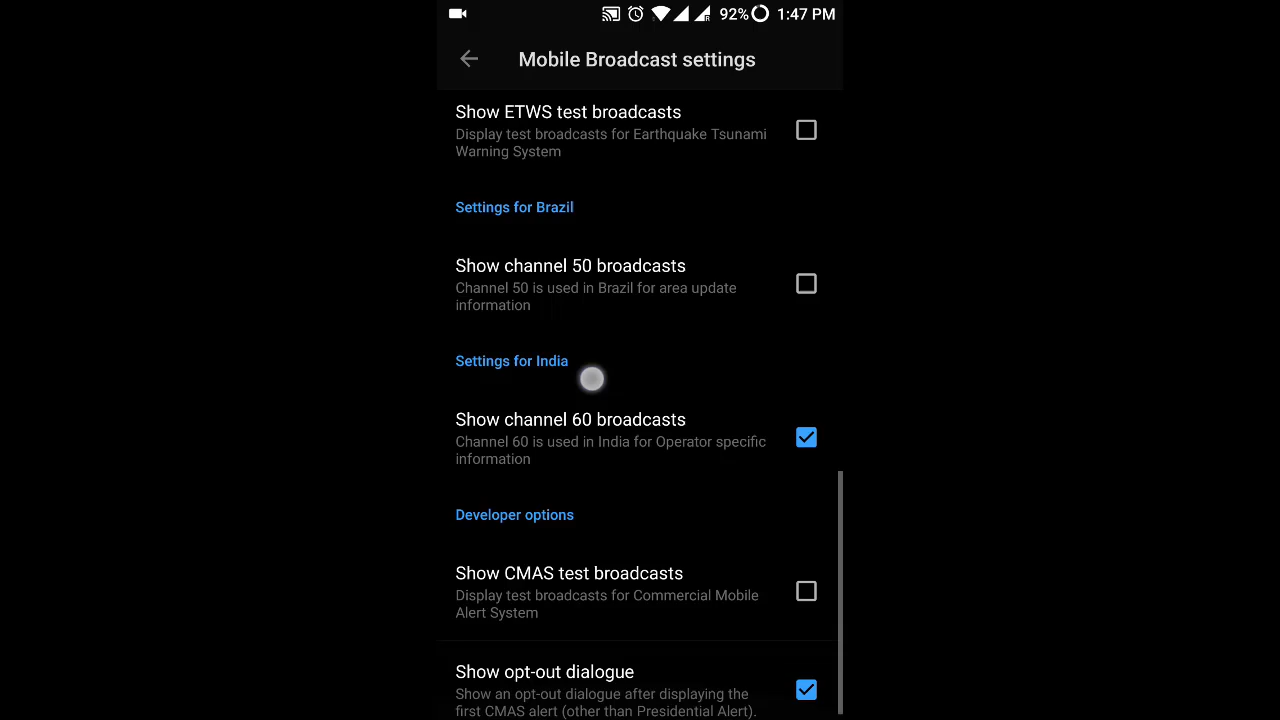 92% 1:47 PM
Mobile Broadcast settings
Show ETWS test broadcasts
Display test broadcasts for Earthquake Tsunami
Warning System
Settings for Brazil
Show channel 50 broadcasts
Channel 50 is used in Brazil for area update
information
Settings for India
Show channel 60 broadcasts
Channel 60 is used in India for Operator specific
information
Developer options
Show CMAS test broadcasts
Display test broadcasts for Commercial Mobile
Alert System
Show opt-out dialogue
Show an opt-out dialogue after displaying the
first CMAS alert (other than Presidential Alert).